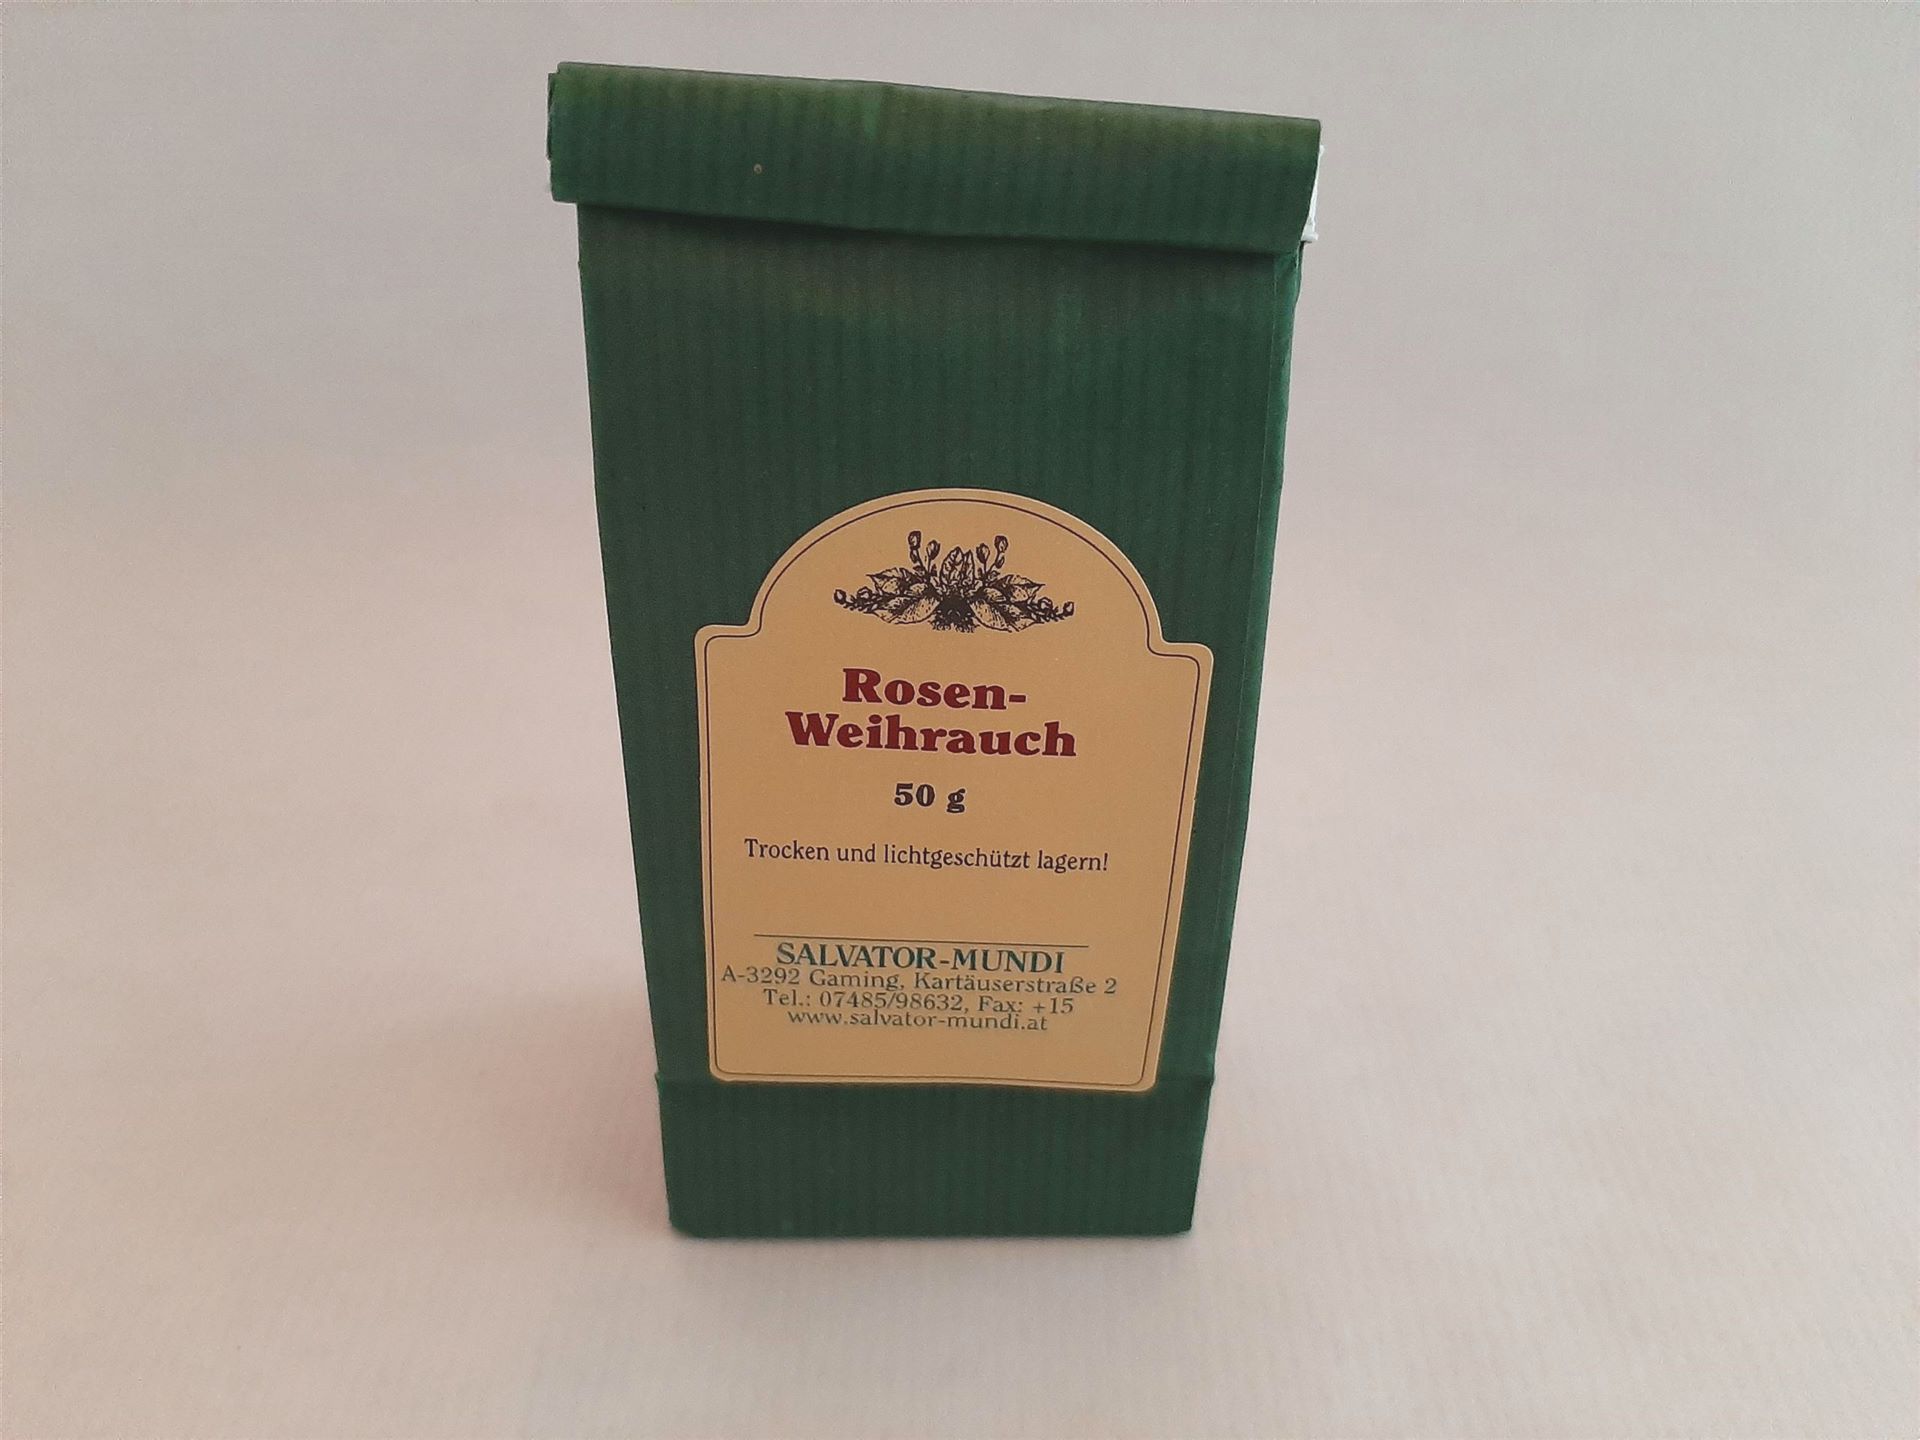 Rosen-
Weihrauch
50 g
Trocken und lichtgeschützt lagern!
SALVATOR-MUNDI
A-3292 Gaming, Kartäuserstraße 2
Tel.: 07485/98632, Fax: +15
www.salvator-mundi.at